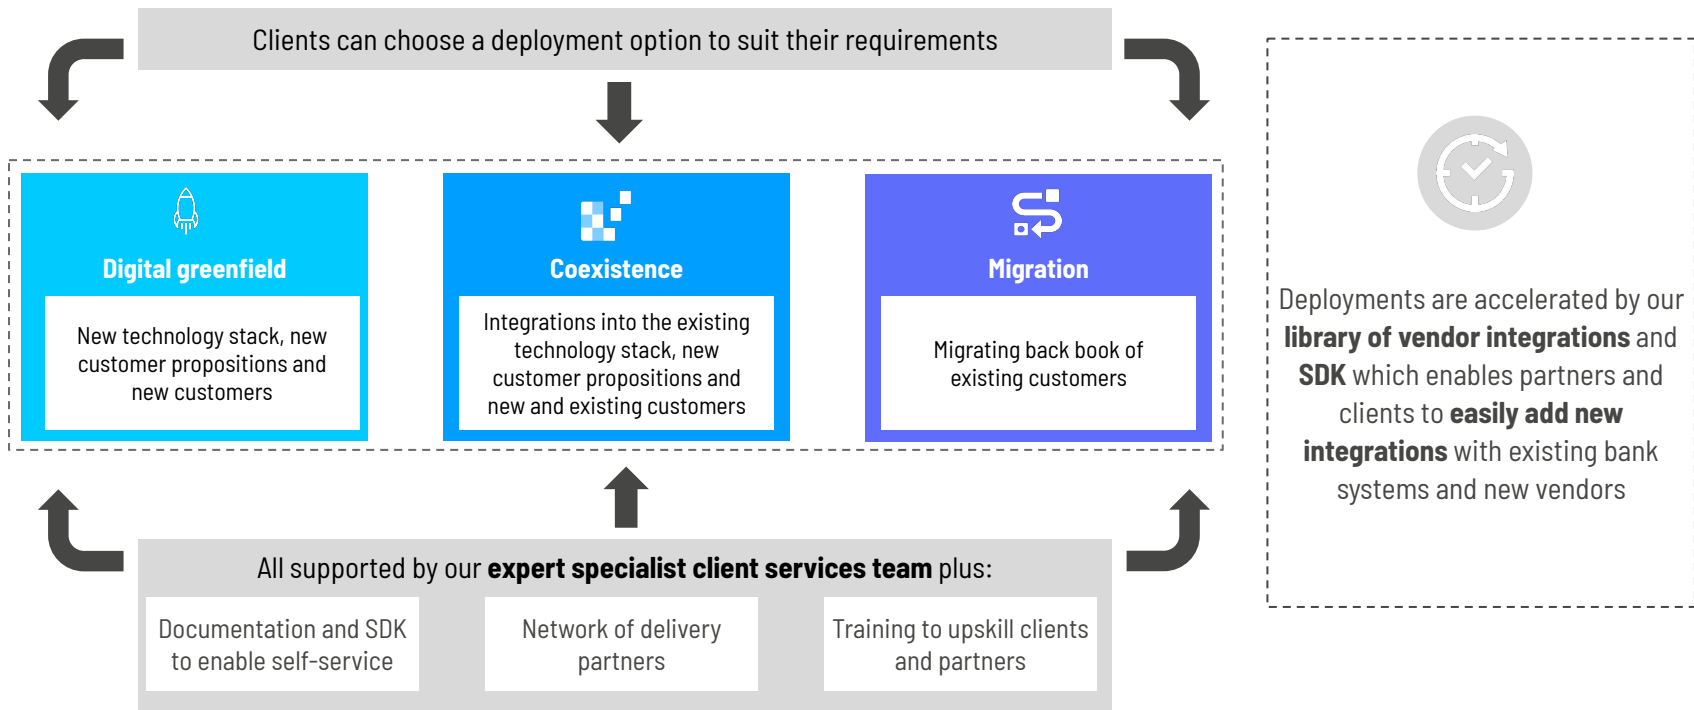 Clients can choose a deployment option to suit their requirements
Digital greenfield
New technology stack, new
customer propositions and
new customers
Coexistence
Integrations into the existing
technology stack, new
customer propositions and
new and existing customers
Migration
Migrating back book of
existing customers
All supported by our expert specialist client services team plus:
Documentation and SDK
to enable self-service
Network of delivery
partners
Training to upskill clients
and partners
Deployments are accelerated by our
library of vendor integrations and
SDK which enables partners and
clients to easily add new
integrations with existing bank
systems and new vendors